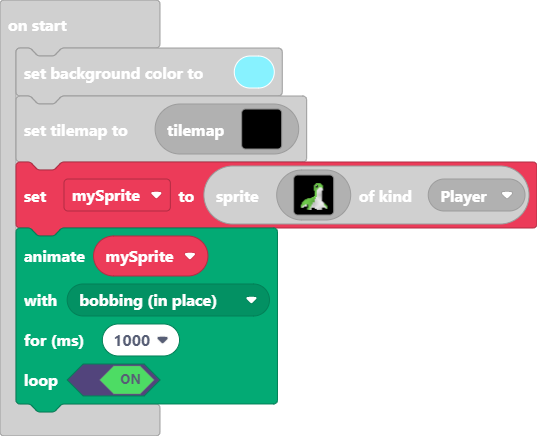 on start
set background color to
set tilemap to tilemap
set mySprite to sprite of kind Player
animate mySprite
with bobbing (in place)
for (ms) 1000
loop ON